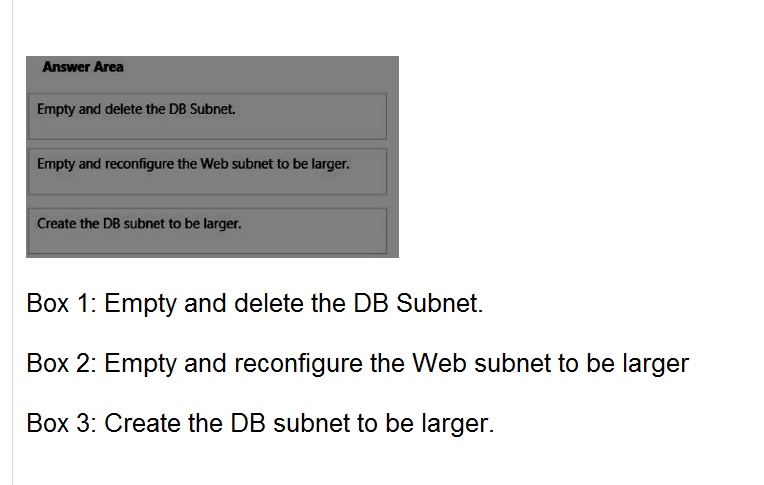 Answer Area
Empty and delete the DB Subnet.
Empty and reconfigure the Web subnet to be larger.
Create the DB subnet to be larger.
Box 1: Empty and delete the DB Subnet.
Box 2: Empty and reconfigure the Web subnet to be larger
Box 3: Create the DB subnet to be larger.